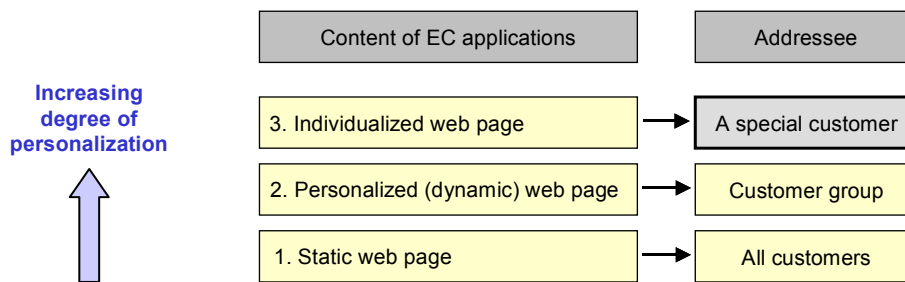 Content of EC applications
Addressee
Increasing
degree of
personalization
3. Individualized web page
A special customer
2. Personalized (dynamic) web page
Customer group
1. Static web page
All customers